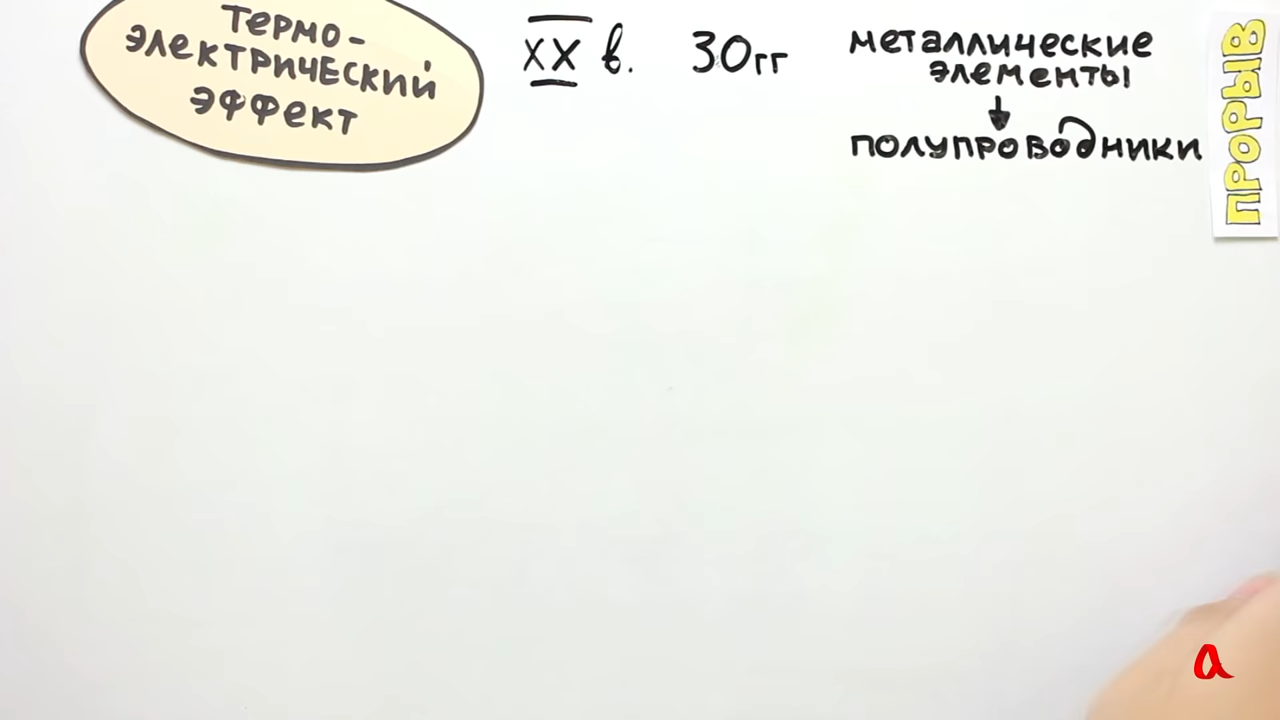 ТЕРМО-
ЭЛЕКТРИЧЕСКИЙ
ЭФФЕКТ
XX в. 30гг
металлические
элементы
полупроводники
ПРОРЫВ
a